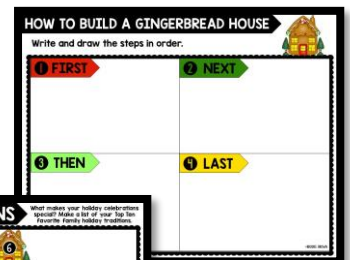 HOW TO BUILD A GINGERBREAD HOUSE
Write and draw the steps in order.
1 FIRST
2 NEXT
3 THEN
4 LAST
NS
What makes your holiday celebrations
special? Make a list of your Top Ten
favorite family holiday traditions.
6